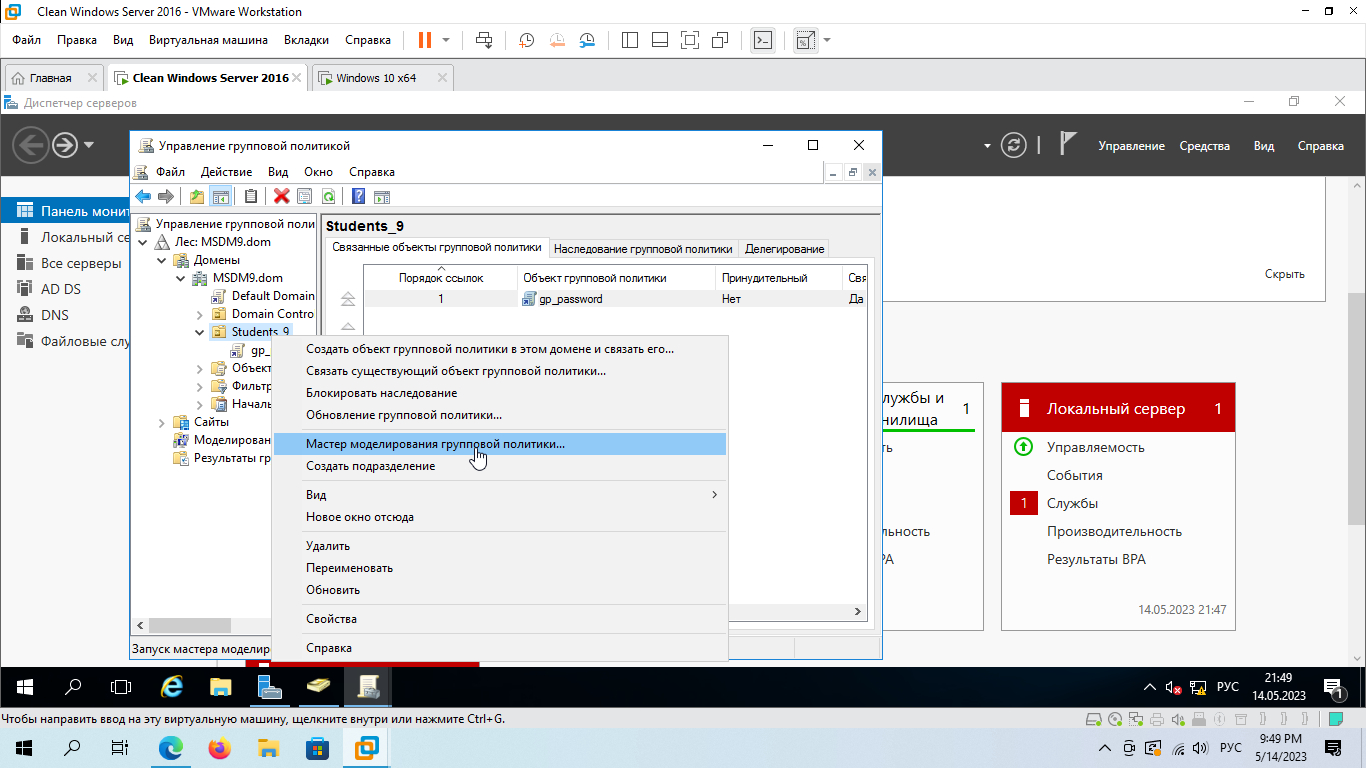 Clean Windows Server 2016 - VMware Workstation
Файл Правка Вид Виртуальная машина Вкладки Справка
Главная Clean Windows Server 2016 Windows 10 x64
Диспетчер серверов
Управление Средства Вид Справка
Управление групповой политикой
Файл Действие Вид Окно Справка
Панель монит
Локальный се
Все серверы
AD DS
DNS
Файловые слу
Управление групповой поли
Лес: MSDM9.dom
Домены
MSDM9.dom
Default Domain
Domain Contro
Students_9
gp_
Объект
Фильтр
Началь
Сайты
Моделирован
Результаты гр
Students_9
Связанные объекты групповой политики Наследование групповой политики Делегирование
Порядок ссылок Объект групповой политики Принудительный Свя
1 gp_password Нет Да
Создать объект групповой политики в этом домене и связать его...
Связать существующий объект групповой политики...
Блокировать наследование
Обновление групповой политики...
Мастер моделирования групповой политики...
Создать подразделение
Вид
Новое окно отсюда
Удалить
Переименовать
Обновить
Свойства
Справка
Запуск мастера моделир
Скрыть
лужбы и 1
нилища
ть
льность
РА
Локальный сервер 1
Управляемость
События
1 Службы
Производительность
Результаты BPA
14.05.2023 21:47
РУС
21:49
14.05.2023
1
Чтобы направить ввод на эту виртуальную машину, щелкните внутри или нажмите Ctrl+G.
РУС
9:49 PM
5/14/2023